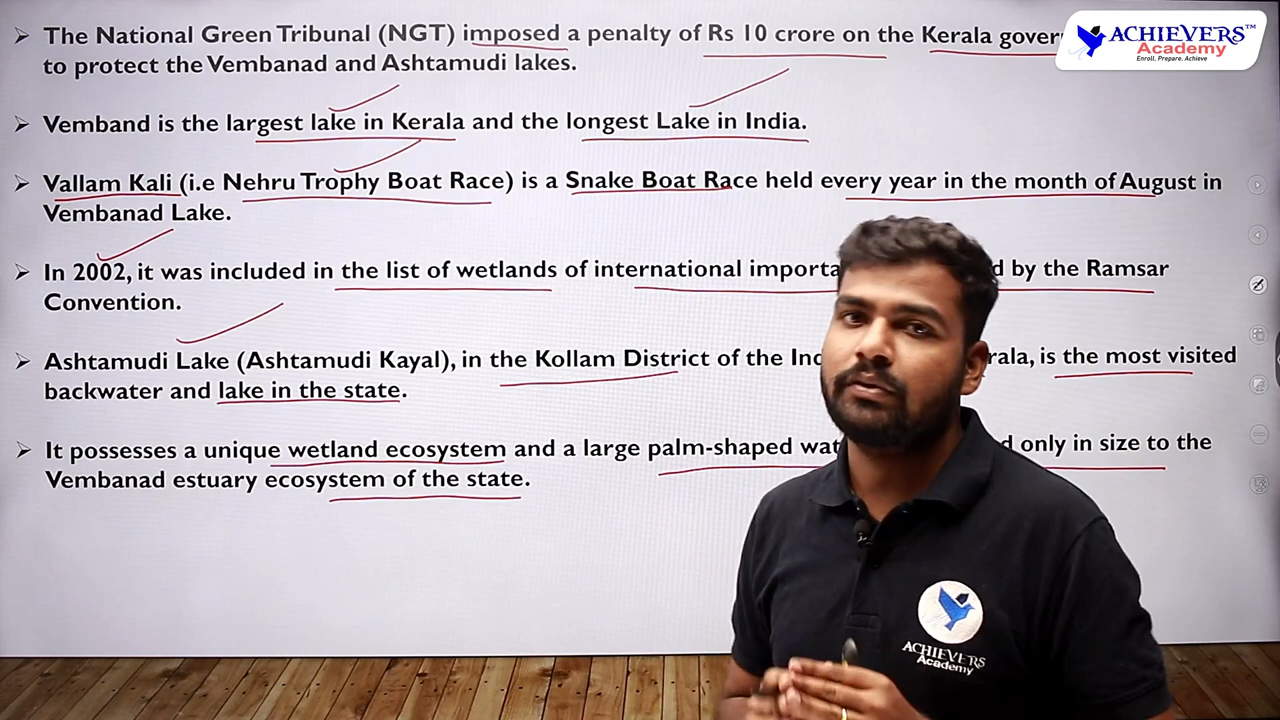 ➢ The National Green Tribunal (NGT) imposed a penalty of Rs 10 crore on the Kerala
to protect the Vembanad and Ashtamudi lakes.
➢ Vemband is the largest lake in Kerala and the longest Lake in India.
➢ Vallam Kali (i.e Nehru Trophy Boat Race) is a Snake Boat Race held every year in the month of August in
Vembanad Lake.
➢ In 2002, it was included in the list of wetlands of international by the Ramsar
Convention.
➢ Ashtamudi Lake (Ashtamudi Kayal), in the Kollam District of the is the most visited
backwater and lake in the state.
➢ It possesses a unique wetland ecosystem and a large palm-shaped only in size to the
Vembanad estuary ecosystem of the state.
ACHIEVERS™
Academy
Enroll. Prepare. Achieve
ACHIEVERS
Academy